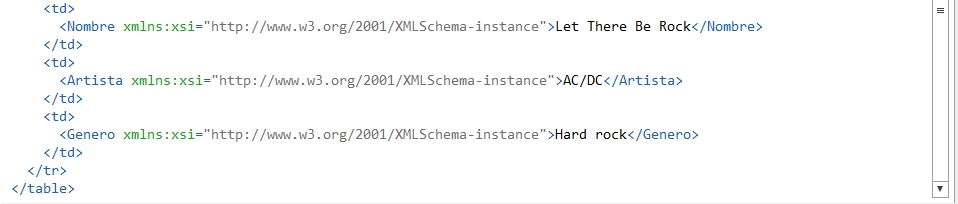 <td>
<Nombre xmlns:xsi="http://www.w3.org/2001/XMLSchema-instance">Let There Be Rock</Nombre>
</td>
<td>
<Artista xmlns:xsi="http://www.w3.org/2001/XMLSchema-instance">AC/DC</Artista>
</td>
<td>
<Genero xmlns:xsi="http://www.w3.org/2001/XMLSchema-instance">Hard rock</Genero>
</td>
</tr>
</table>